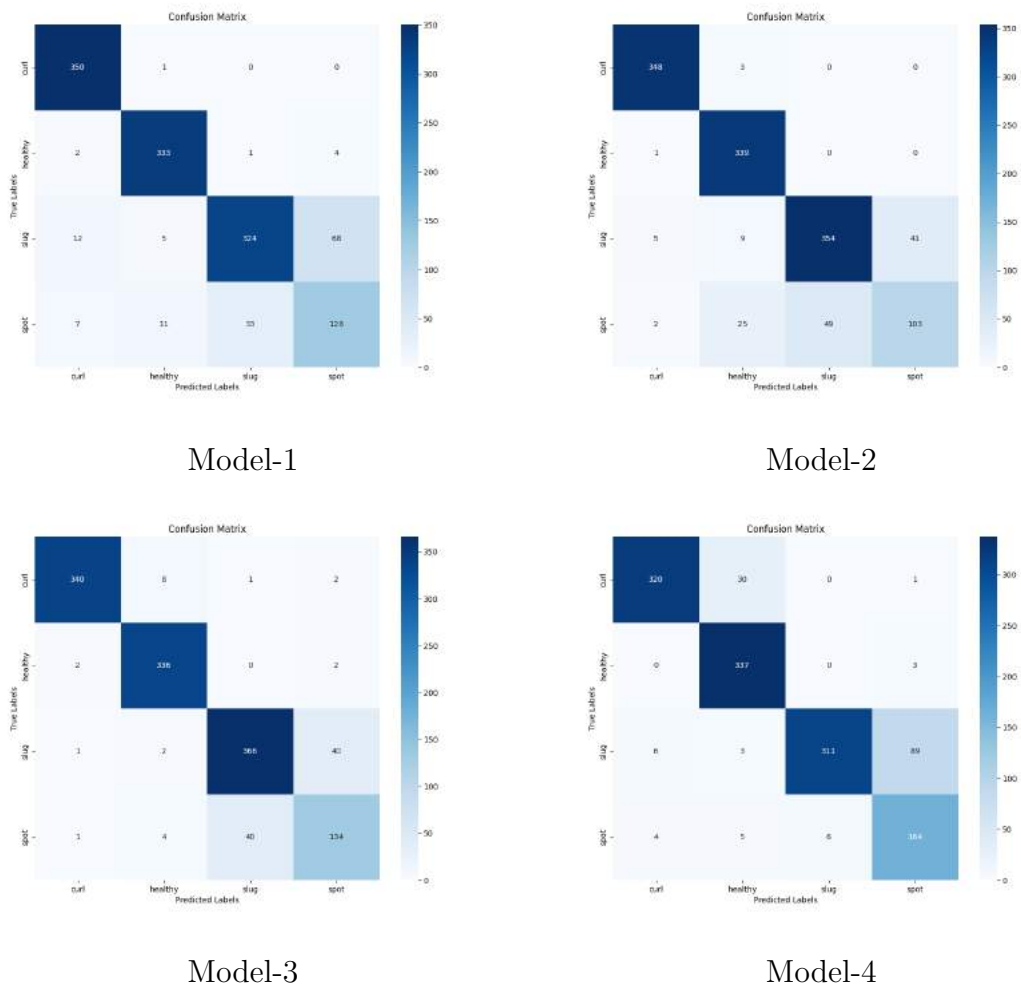 Confusion Matrix
curl 350 1 0 0
healthy 2 333 1 4
slug 12 5 324 68
spot 7 11 33 128
True Labels
curl healthy slug spot
Predicted Labels
350
300
250
200
150
100
50
0
Model-1
Confusion Matrix
curl 348 3 0 0
healthy 1 339 0 0
slug 5 9 354 41
spot 2 25 49 103
True Labels
curl healthy slug spot
Predicted Labels
350
300
250
200
150
100
50
0
Model-2
Confusion Matrix
curl 340 8 1 2
healthy 2 336 0 2
slug 1 2 366 40
spot 1 4 40 134
True Labels
curl healthy slug spot
Predicted Labels
350
300
250
200
150
100
50
0
Model-3
Confusion Matrix
curl 320 30 0 1
healthy 0 337 0 3
slug 6 3 311 89
spot 4 5 6 164
True Labels
curl healthy slug spot
Predicted Labels
300
250
200
150
100
50
0
Model-4